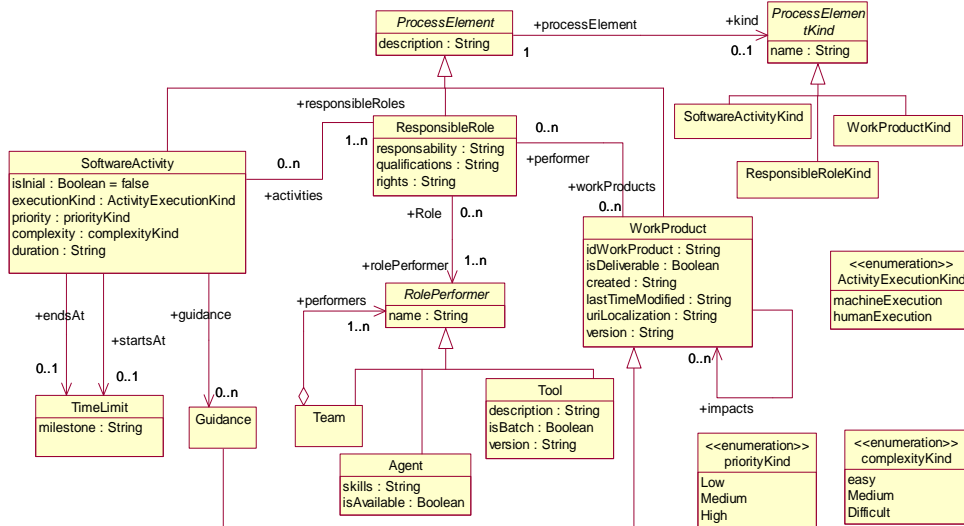 ProcessElement
description : String
+processElement
1
+kind
0..1
ProcessElemen
tKind
name : String
SoftwareActivityKind
WorkProductKind
ResponsibleRoleKind
+responsibleRoles
1..n
0..n
+activities
ResponsibleRole
responsability : String
qualifications : String
rights : String
0..n
+performer
+workProducts
0..n
SoftwareActivity
isInial : Boolean = false
executionKind : ActivityExecutionKind
priority : priorityKind
complexity : complexityKind
duration : String
+Role
0..n
+rolePerformer
1..n
WorkProduct
idWorkProduct : String
isDeliverable : Boolean
created : String
lastTimeModified : String
uriLocalization : String
version : String
<<enumeration>>
ActivityExecutionKind
machineExecution
humanExecution
+endsAt
0..1
+startsAt
0..1
+guidance
0..n
+performers
1..n
RolePerformer
name : String
0..n
+impacts
TimeLimit
milestone : String
Guidance
Team
Tool
description : String
isBatch : Boolean
version : String
Agent
skills : String
isAvailable : Boolean
<<enumeration>>
priorityKind
Low
Medium
High
<<enumeration>>
complexityKind
easy
Medium
Difficult